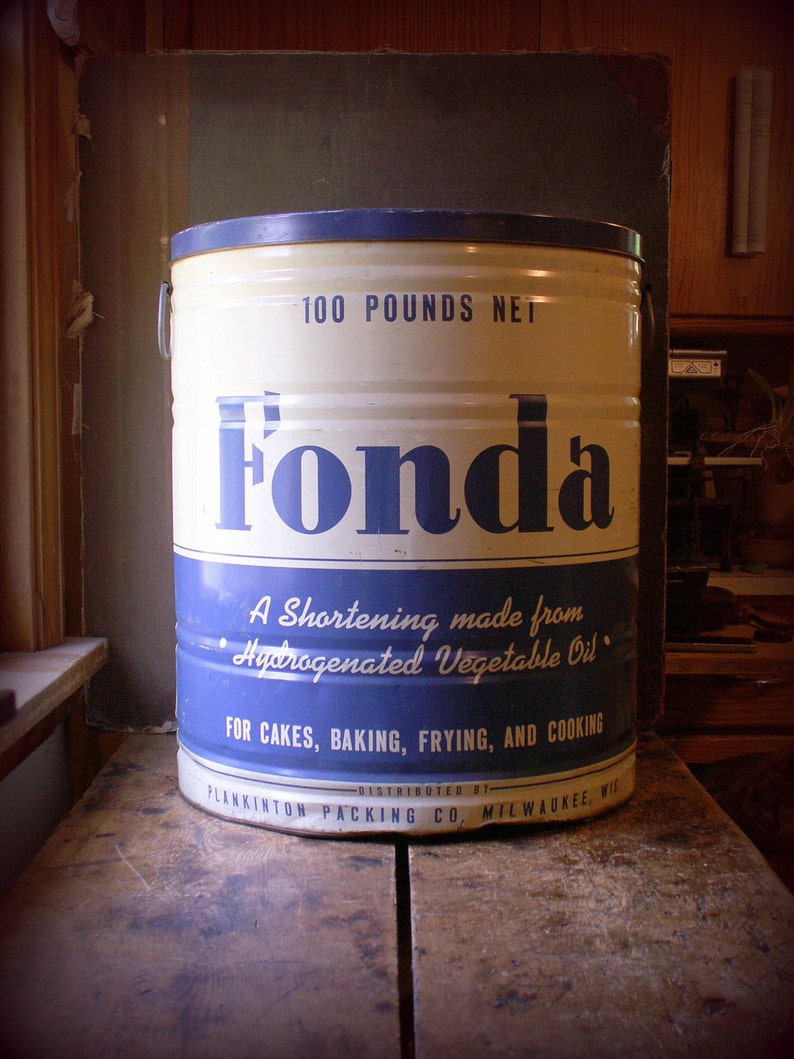 100 POUNDS NET
Fonda
A Shortening made from
• Hydrogenated Vegetable Oil •
FOR CAKES, BAKING, FRYING, AND COOKING
DISTRIBUTED BY
PLANKINTON PACKING CO. MILWAUKEE, WIS.